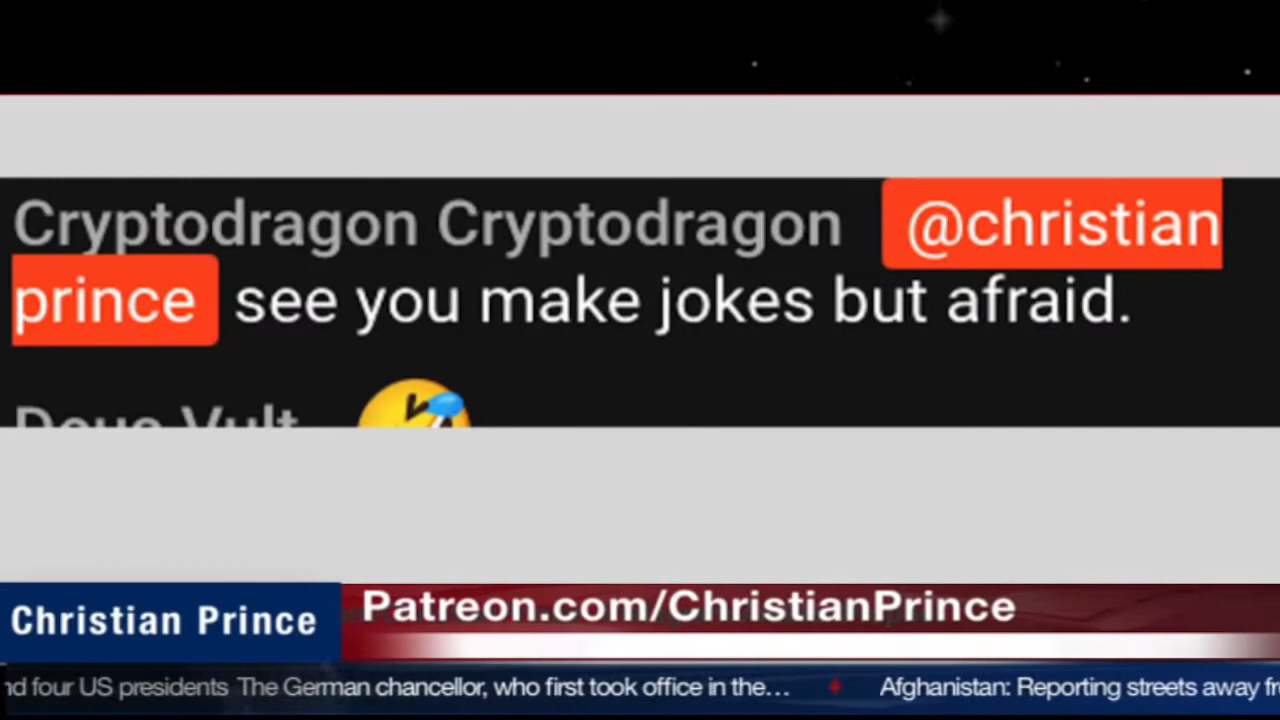 Cryptodragon Cryptodragon @christian
prince see you make jokes but afraid.
Deus Vult
Christian Prince
Patreon.com/ChristianPrince
nd four US presidents The German chancellor, who first took office in the... Afghanistan: Reporting streets away fr